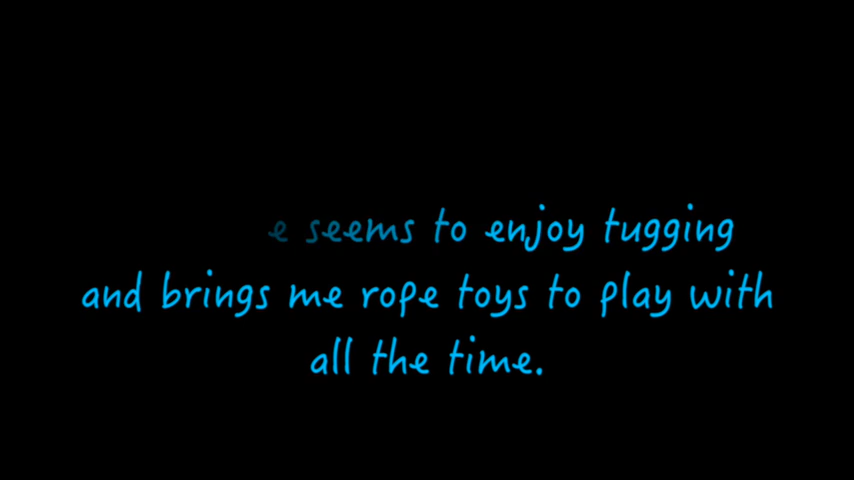 e seems to enjoy tugging
and brings me rope toys to play with
all the time.